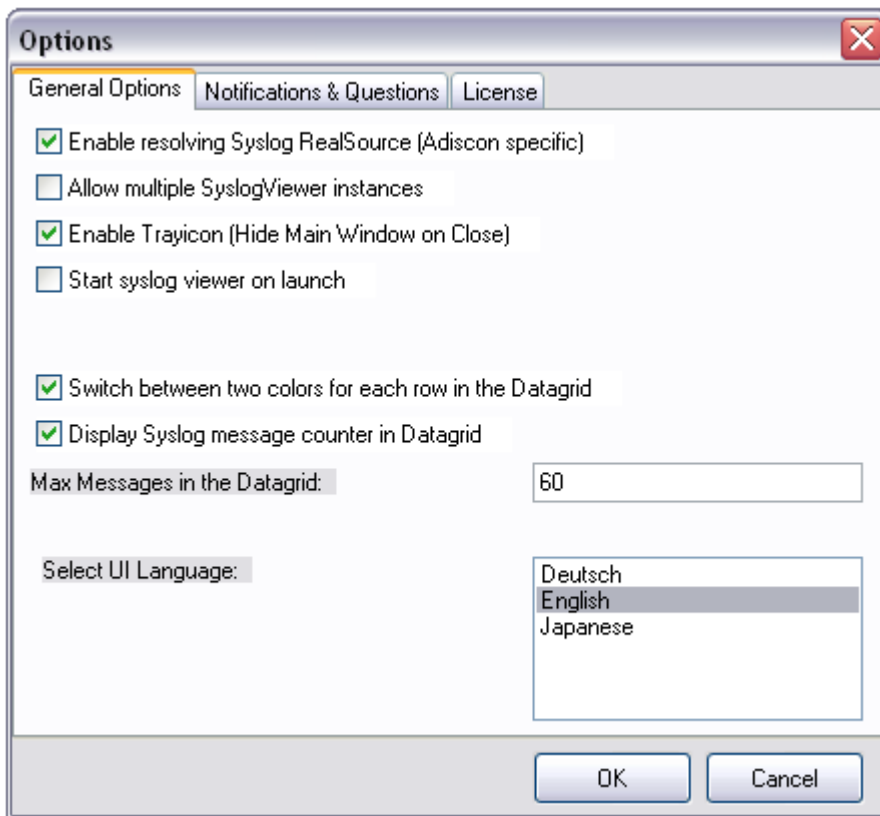 Options
General Options
Notifications & Questions
License
Enable resolving Syslog RealSource (Adiscon specific)
Allow multiple SyslogViewer instances
Enable Trayicon (Hide Main Window on Close)
Start syslog viewer on launch
Switch between two colors for each row in the Datagrid
Display Syslog message counter in Datagrid
Max Messages in the Datagrid:
60
Select UI Language:
Deutsch
English
Japanese
OK
Cancel